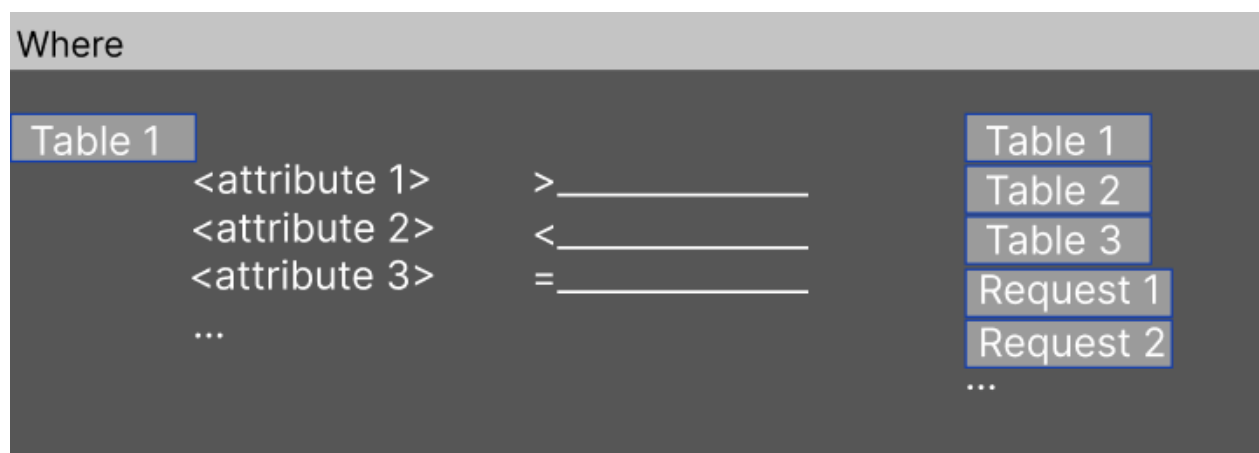 Where
Table 1
<attribute 1> >
<attribute 2> <
<attribute 3> =
...
Table 1
Table 2
Table 3
Request 1
Request 2
...